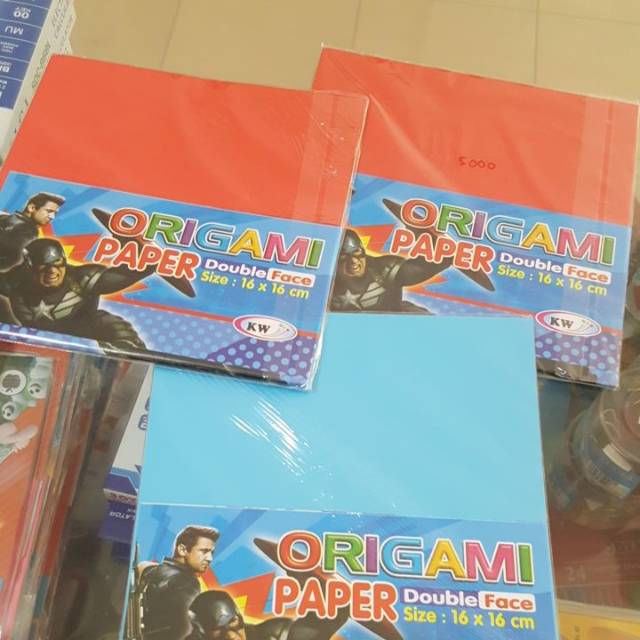 ORIGAMI
PAPER Double Face
Size : 16 x 16 cm
KW
5000
ORIGAMI
PAPER Double Face
Size : 16 x 16 cm
KW
ORIGAMI
PAPER Double Face
Size : 16 x 16 cm
MU